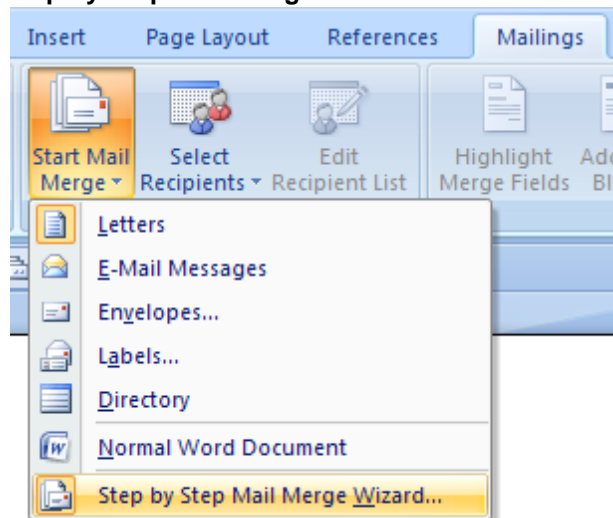 Insert Page Layout References Mailings
Start Mail Merge
Select Recipients
Edit Recipient List
Highlight Merge Fields
Letters
E-Mail Messages
Envelopes...
Labels...
Directory
Normal Word Document
Step by Step Mail Merge Wizard...